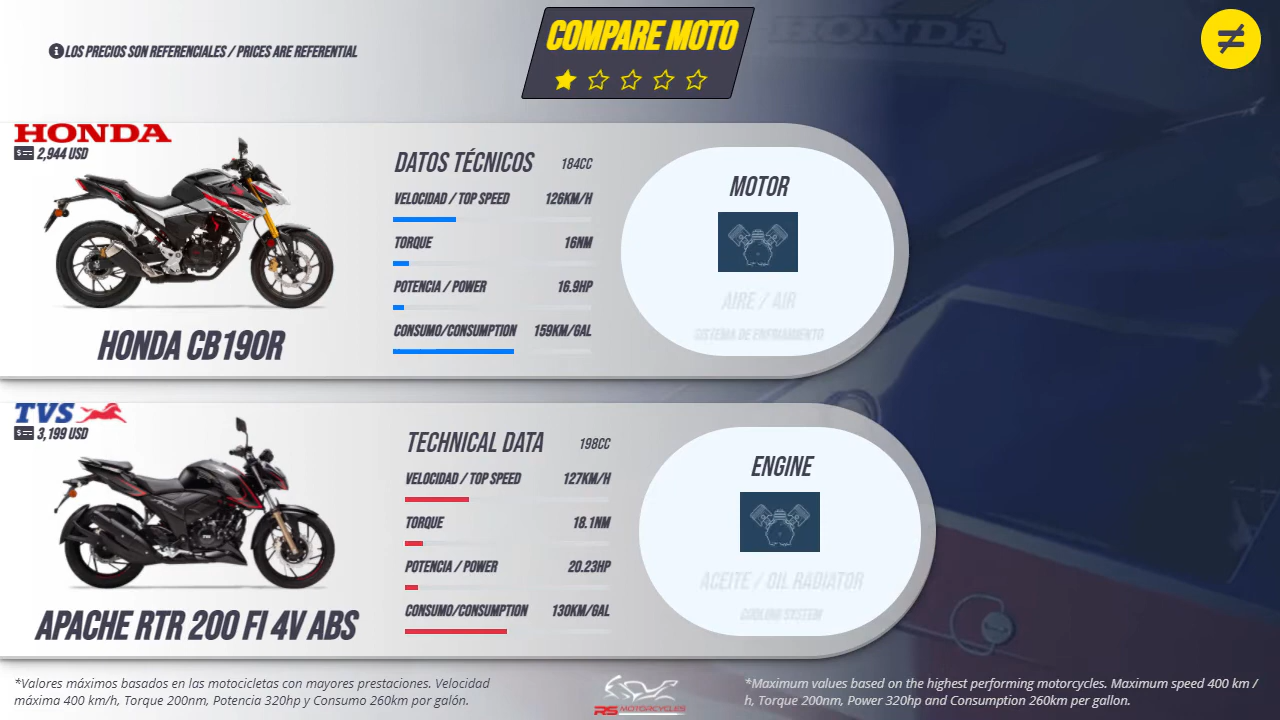 COMPARE MOTO
LOS PRECIOS SON REFERENCIALES / PRICES ARE REFERENTIAL
HONDA
HONDA
2,944 USD
HONDA CB190R
DATOS TÉCNICOS 184CC
VELOCIDAD / TOP SPEED 126KM/H
TORQUE 16NM
POTENCIA / POWER 16.9HP
CONSUMO/CONSUMPTION 159KM/GAL
MOTOR
AIRE / AIR
SISTEMA DE ENFRIAMIENTO
TVS
3,199 USD
APACHE RTR 200 FI 4V ABS
TECHNICAL DATA 198CC
VELOCIDAD / TOP SPEED 127KM/H
TORQUE 18.1NM
POTENCIA / POWER 20.23HP
CONSUMO/CONSUMPTION 130KM/GAL
ENGINE
ACEITE / OIL RADIATOR
COOLING SYSTEM
*Valores máximos basados en las motocicletas con mayores prestaciones. Velocidad
máxima 400 km/h, Torque 200nm, Potencia 320hp y Consumo 260km por galón.
RS MOTORCYCLES
*Maximum values based on the highest performing motorcycles. Maximum speed 400 km /
h, Torque 200nm, Power 320hp and Consumption 260km per gallon.